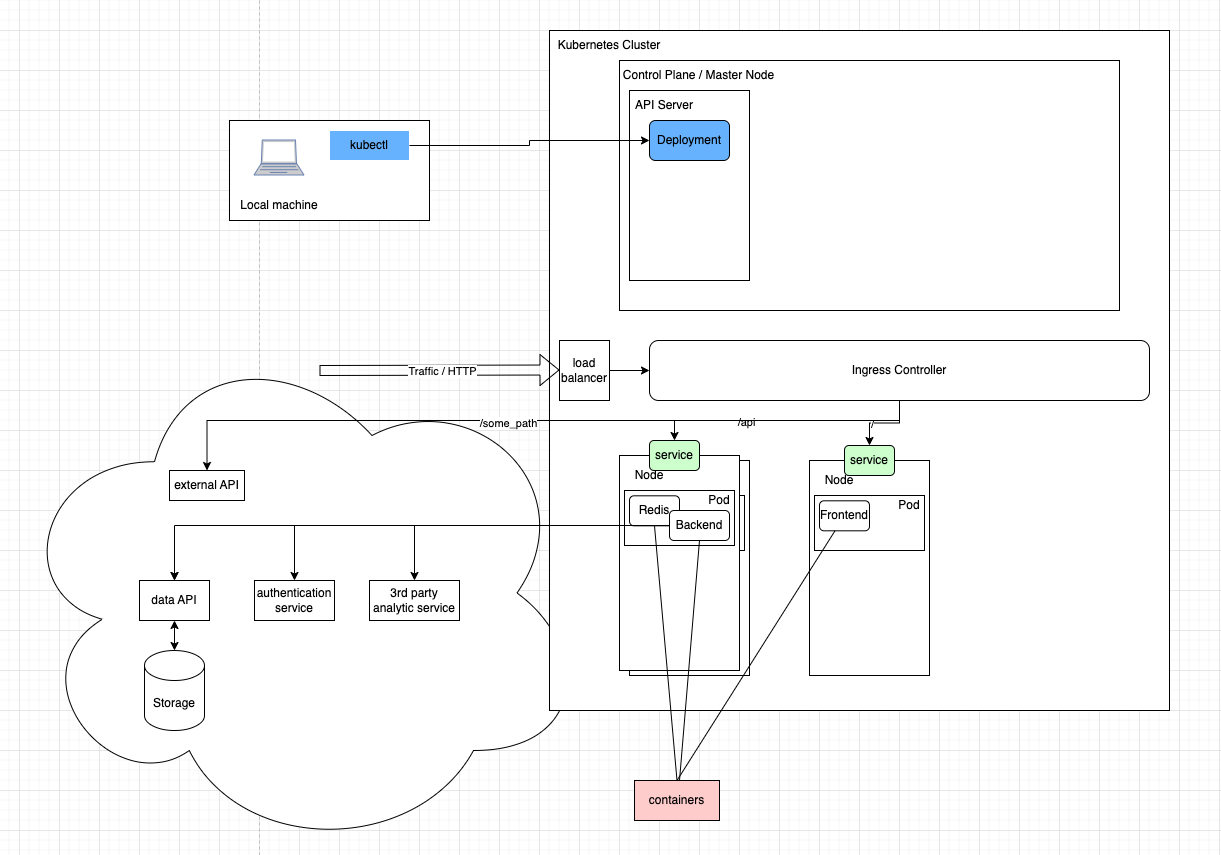 Kubernetes Cluster
Control Plane / Master Node
API Server
Deployment
kubectl
Local machine
Traffic / HTTP
load
balancer
Ingress Controller
/some_path
/api
/
service
service
Node
Node
external API
Redis
Pod
Backend
Frontend
Pod
data API
authentication
service
3rd party
analytic service
Storage
containers